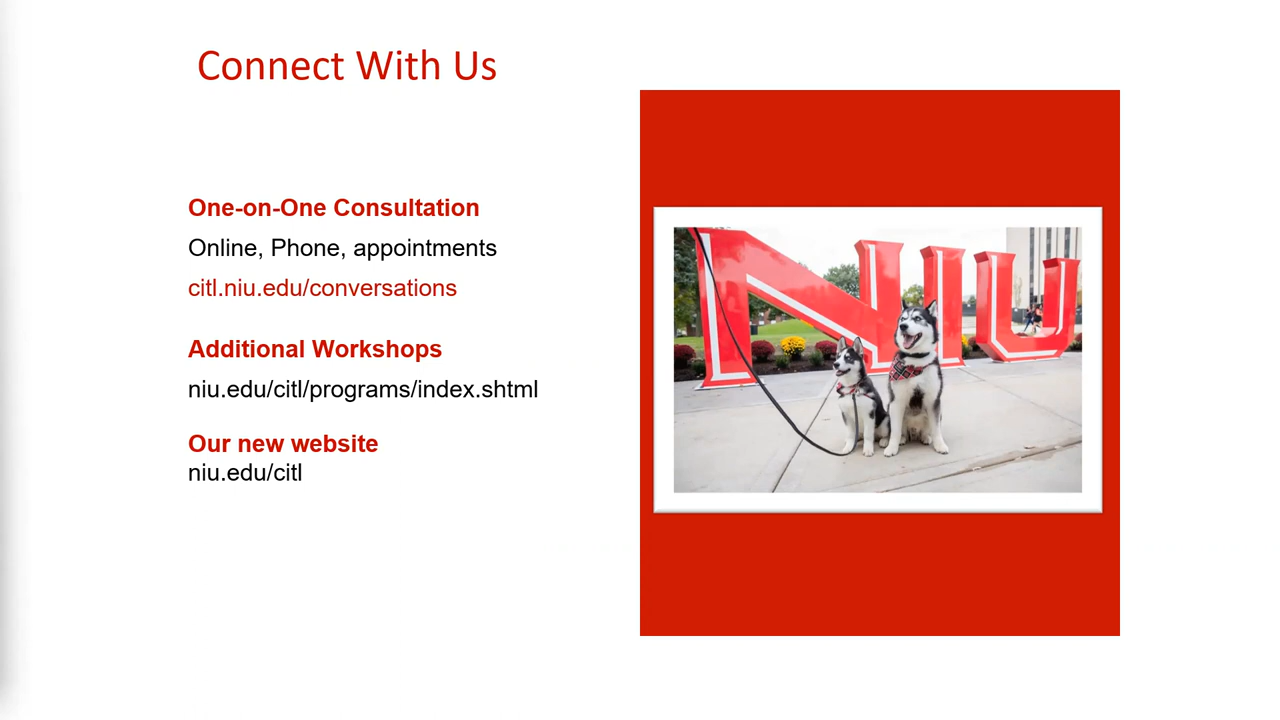 Connect With Us
One-on-One Consultation
Online, Phone, appointments
citl.niu.edu/conversations
Additional Workshops
niu.edu/citl/programs/index.shtml
Our new website
niu.edu/citl
NIU